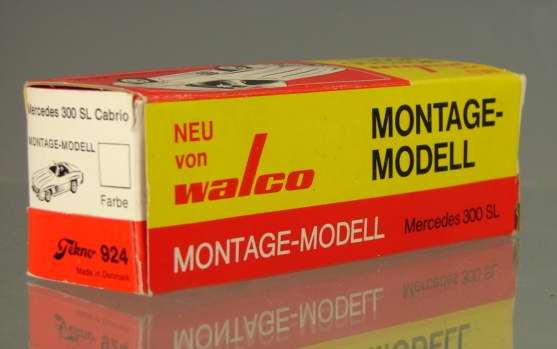 Mercedes 300 SL Cabrio
MONTAGE-MODELL
Farbe
Tekno 924
Made in Denmark
NEU
von
walco
MONTAGE-
MODELL
MONTAGE-MODELL
Mercedes 300 SL